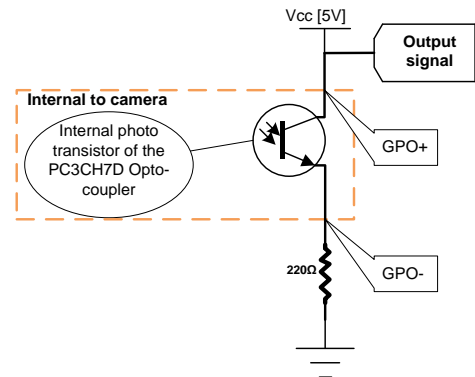 Vcc [5V]
Output
signal
Internal to camera
Internal photo
transistor of the
PC3CH7D Opto-
coupler
GPO+
220Ω
GPO-